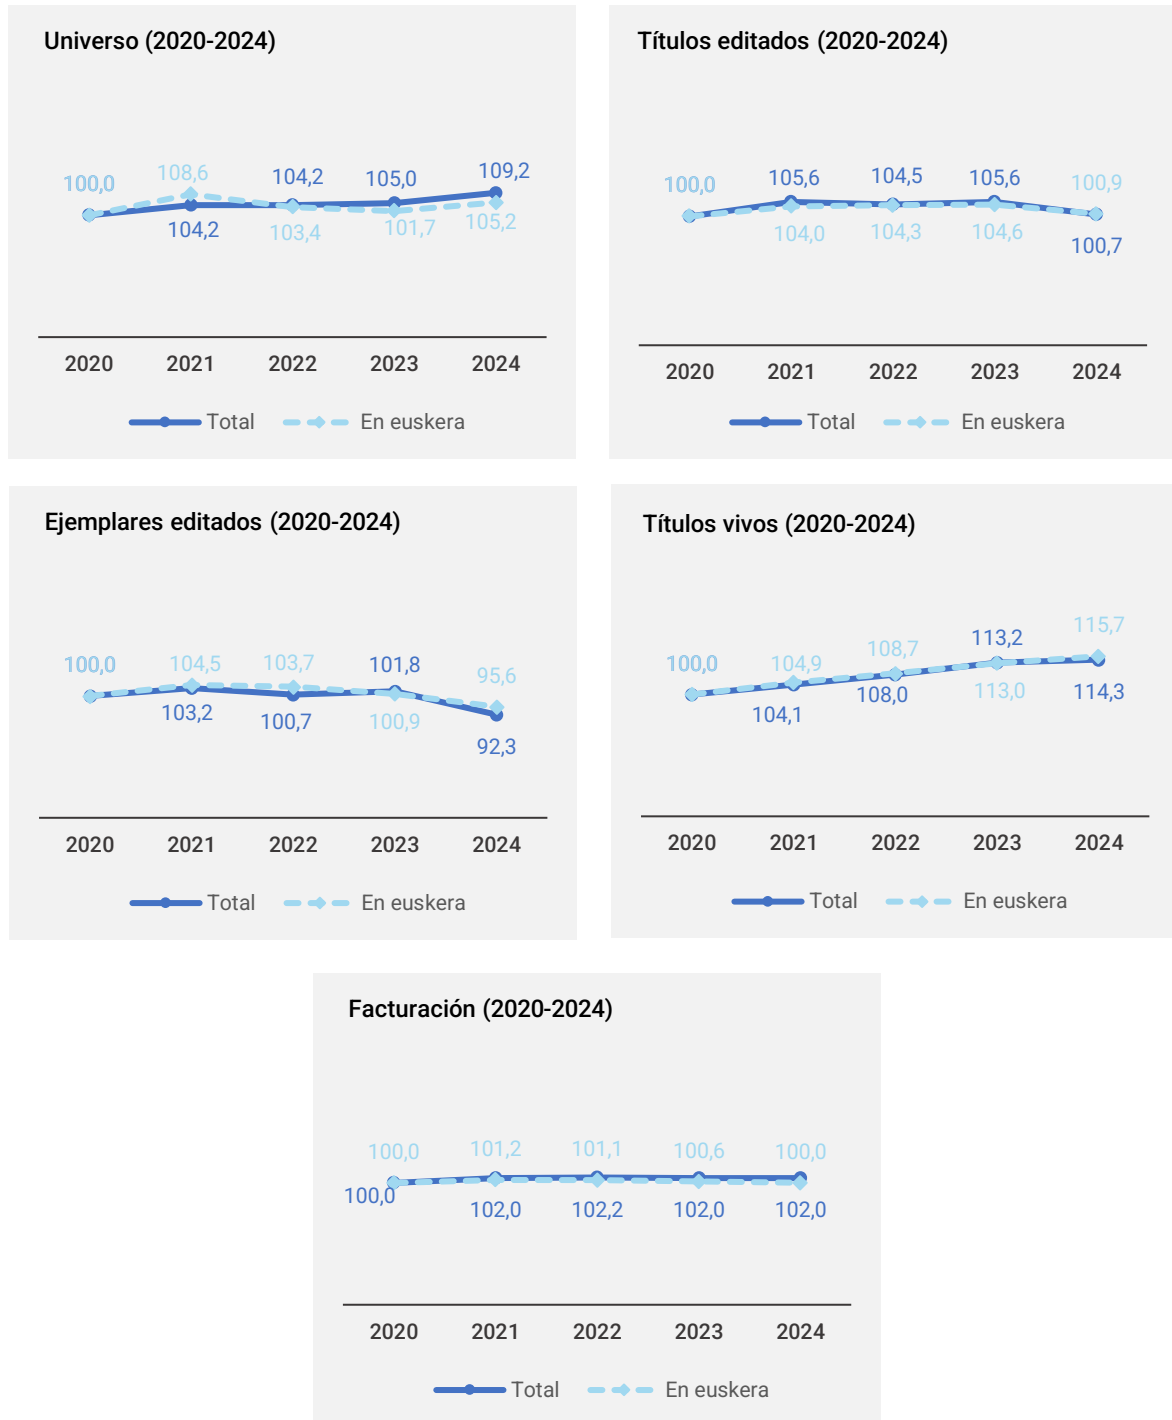 Universo (2020-2024)
100,0 108,6 104,2 105,0 109,2
104,2 103,4 101,7 105,2
2020 2021 2022 2023 2024
Total En euskera
Títulos editados (2020-2024)
100,0 105,6 104,5 105,6 100,9
104,0 104,3 104,6 100,7
2020 2021 2022 2023 2024
Total En euskera
Ejemplares editados (2020-2024)
100,0 104,5 103,7 101,8 95,6
103,2 100,7 100,9 92,3
2020 2021 2022 2023 2024
Total En euskera
Títulos vivos (2020-2024)
100,0 104,9 108,7 113,2 115,7
104,1 108,0 113,0 114,3
2020 2021 2022 2023 2024
Total En euskera
Facturación (2020-2024)
100,0 101,2 101,1 100,6 100,0
100,0 102,0 102,2 102,0 102,0
2020 2021 2022 2023 2024
Total En euskera